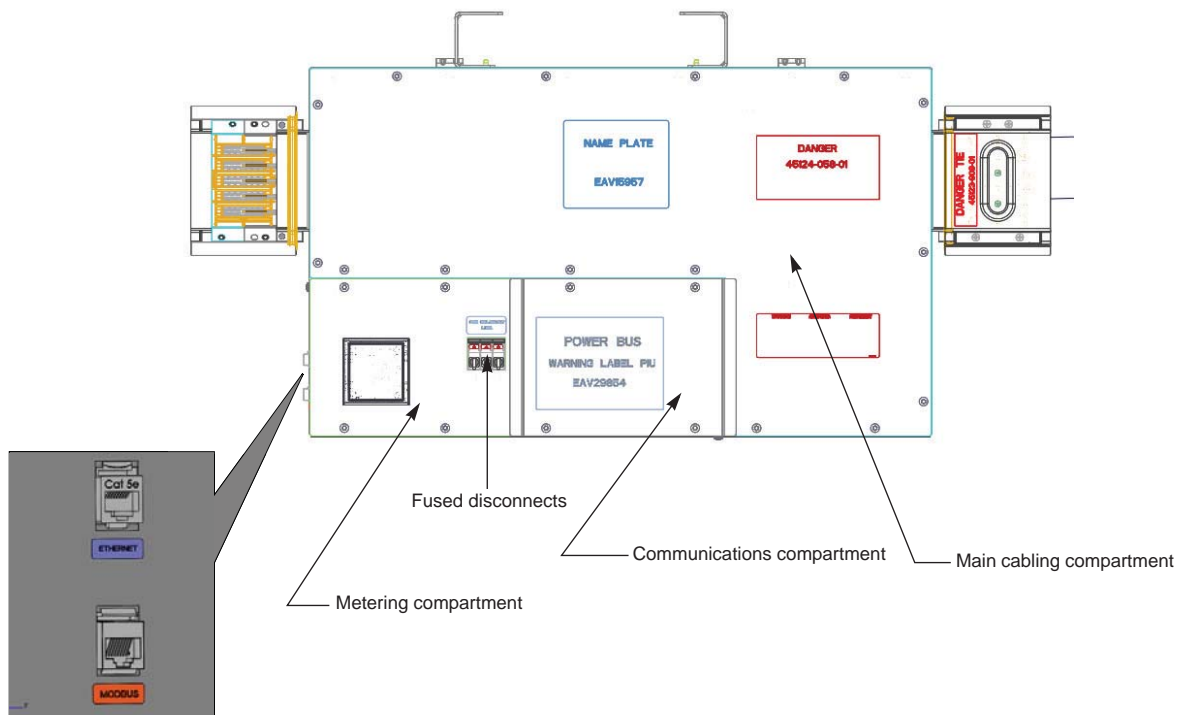 NAME PLATE
EAV15957
DANGER
45124-058-01
DANGER TIE
POWER BUS
WARNING LABEL PIU
EAV29854
Cat 5e
ETHERNET
MODBUS
Fused disconnects
Communications compartment
Main cabling compartment
Metering compartment